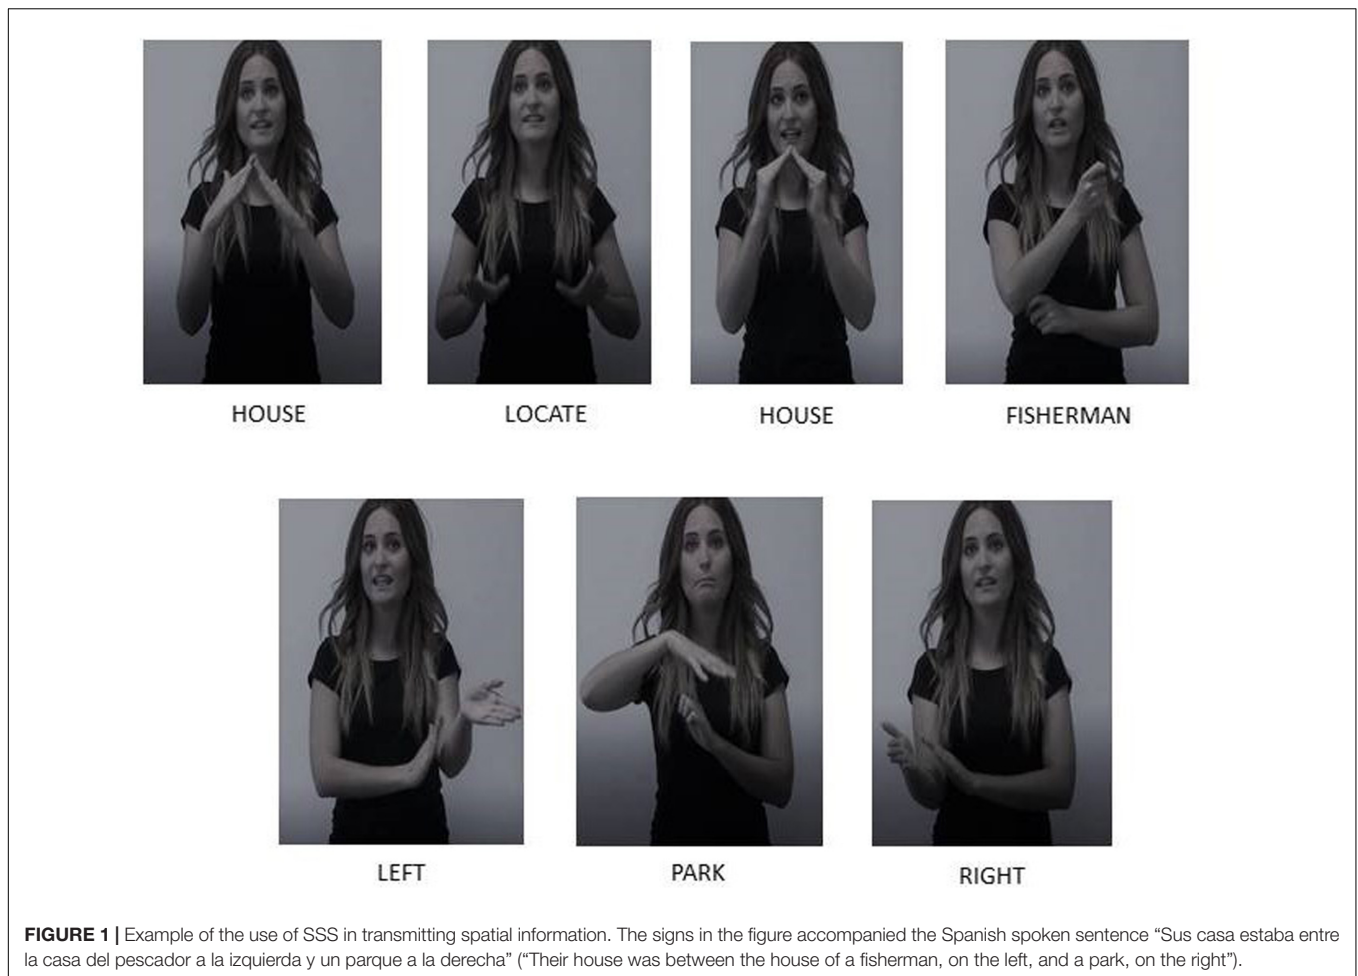 HOUSE LOCATE HOUSE FISHERMAN
LEFT PARK RIGHT
FIGURE 1 | Example of the use of SSS in transmitting spatial information. The signs in the figure accompanied the Spanish spoken sentence “Sus casa estaba entre
la casa del pescador a la izquierda y un parque a la derecha” (“Their house was between the house of a fisherman, on the left, and a park, on the right”).